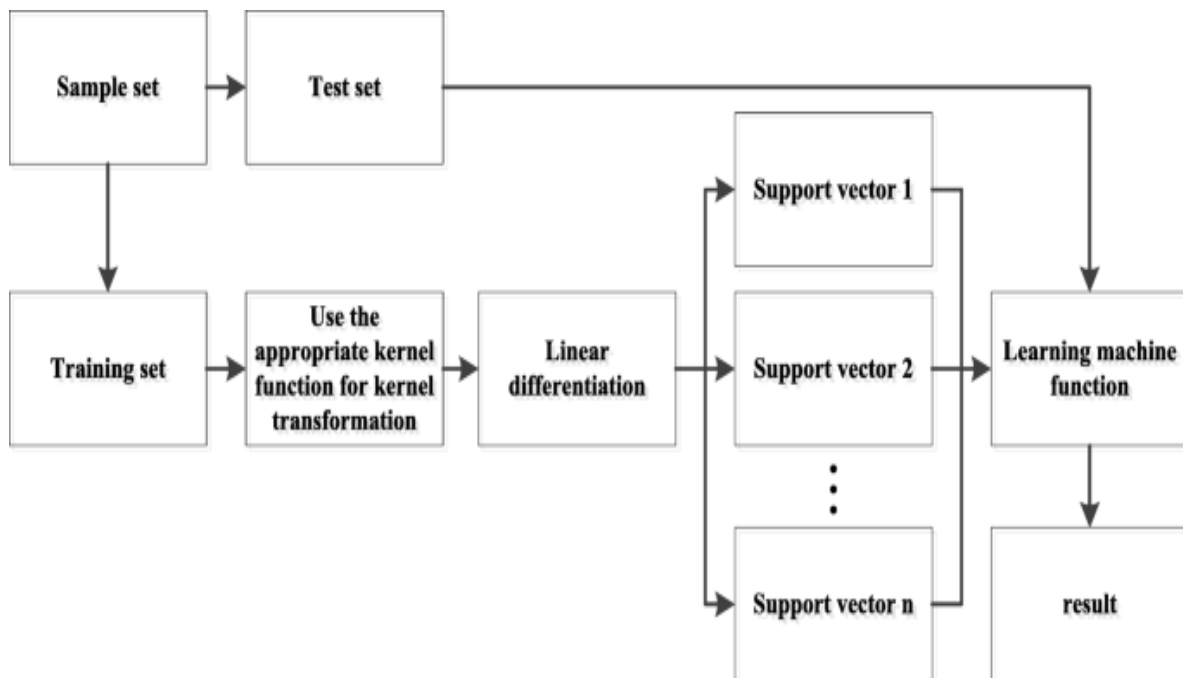 Sample set
Test set
Support vector 1
Training set
Use the
appropriate kernel
function for kernel
transformation
Linear
differentiation
Support vector 2
Learning machine
function
Support vector n
result